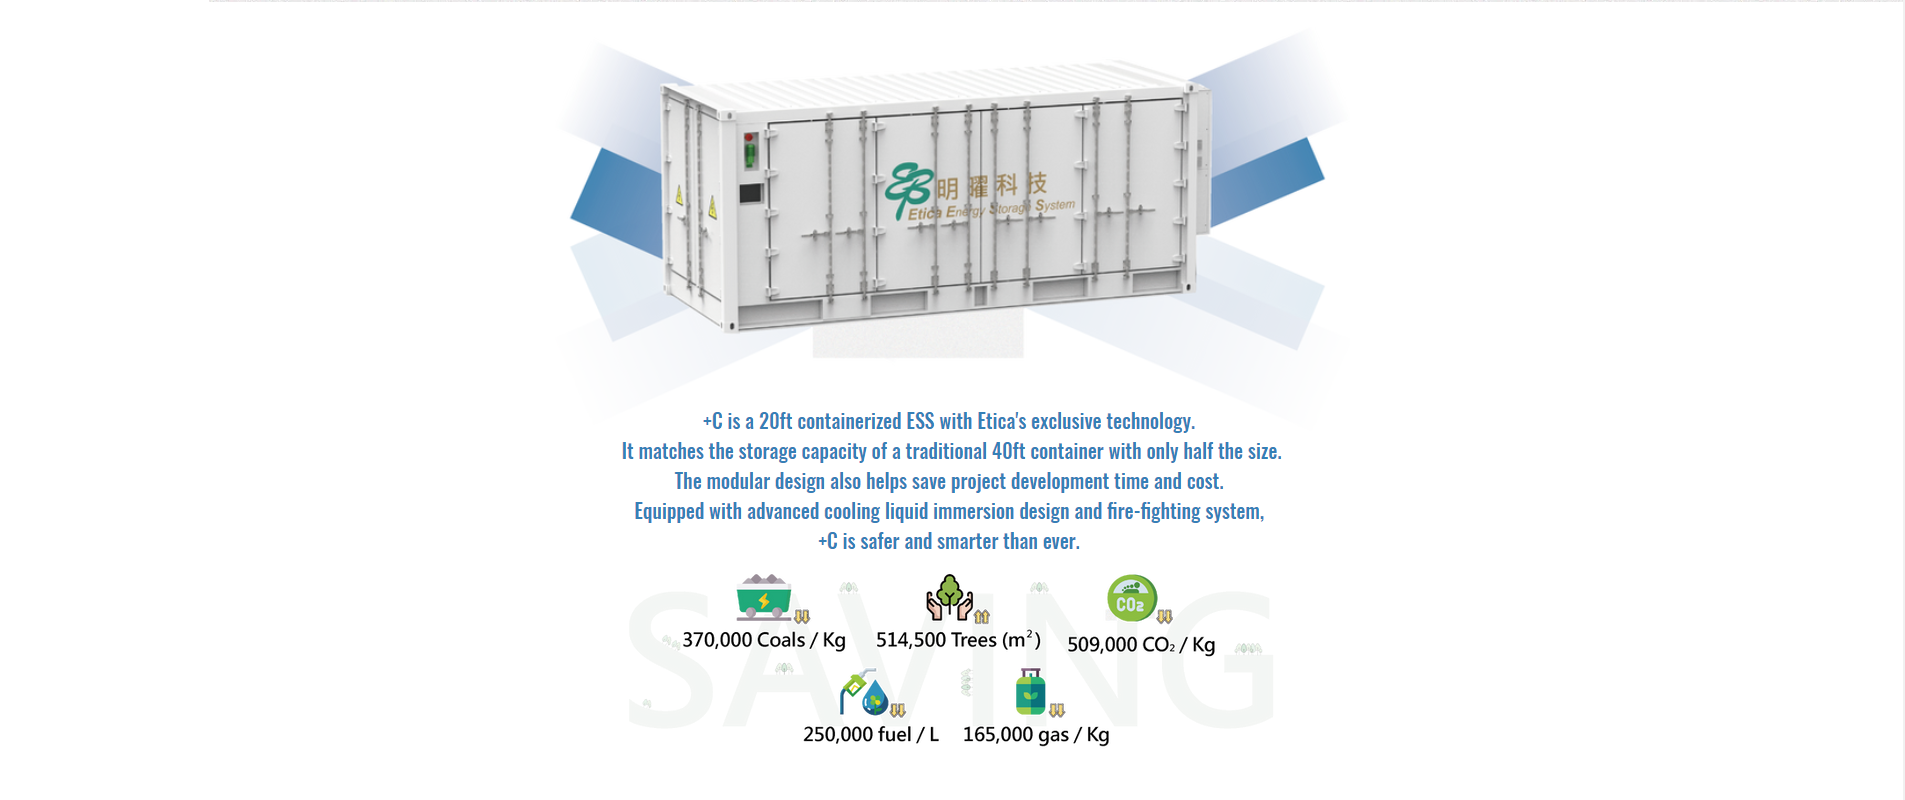 明曜科技
Etica Energy Storage System
+C is a 20ft containerized ESS with Etica's exclusive technology.
It matches the storage capacity of a traditional 40ft container with only half the size.
The modular design also helps save project development time and cost.
Equipped with advanced cooling liquid immersion design and fire-fighting system,
+C is safer and smarter than ever.
SAViNG
CO₂
370,000 Coals / Kg
514,500 Trees (m²)
509,000 CO₂ / Kg
250,000 fuel / L
165,000 gas / Kg